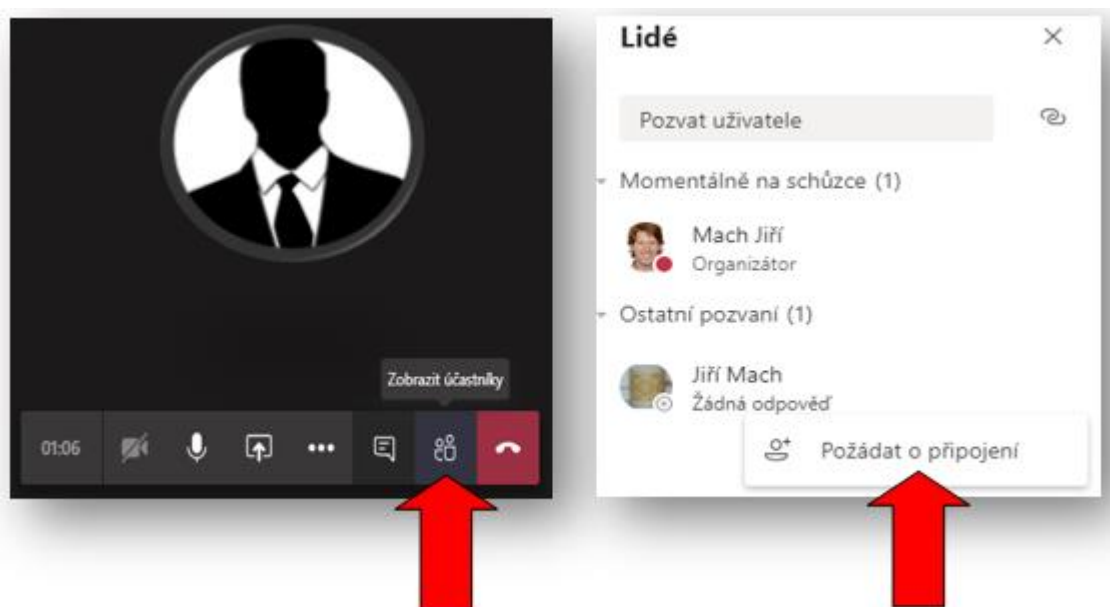 Zobrazit účastníky
01:06
Lidé
Pozvat uživatele
Momentálně na schůzce (1)
Mach Jiří
Organizátor
Ostatní pozvaní (1)
Jiří Mach
Žádná odpověď
Požádat o připojení